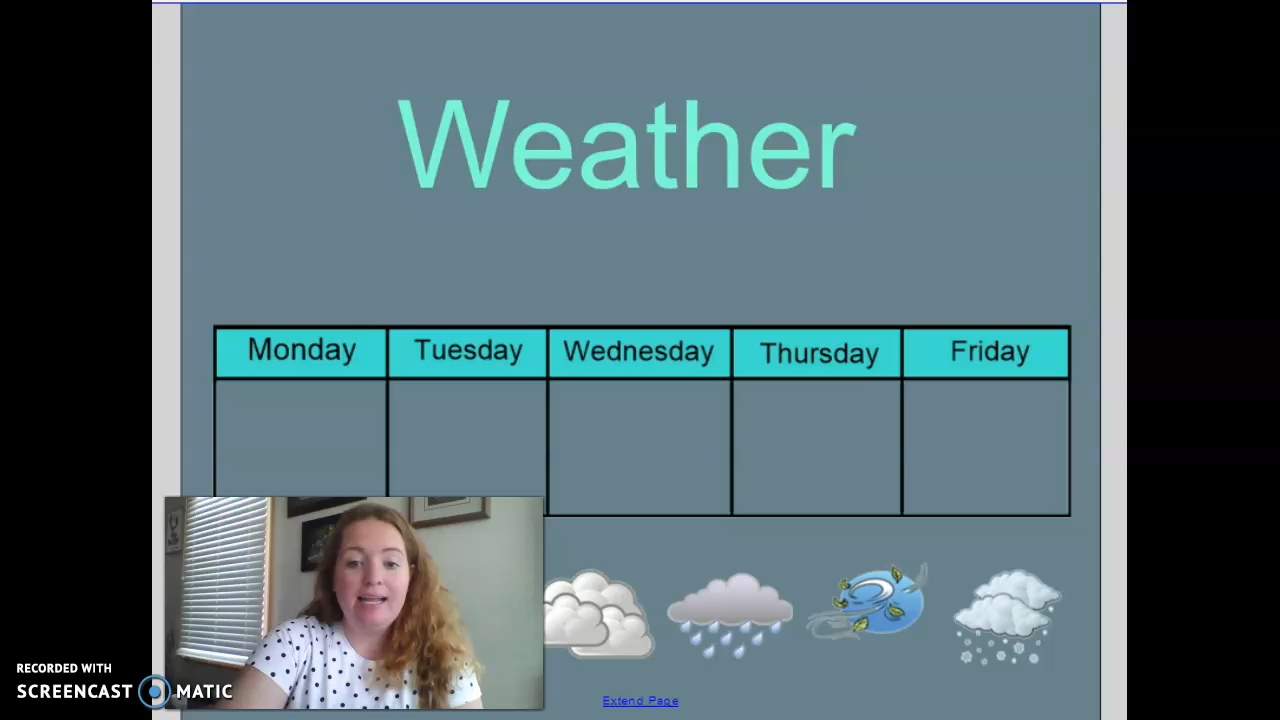 Weather
Monday Tuesday Wednesday Thursday Friday
RECORDED WITH
SCREENCAST MATIC
Extend Page